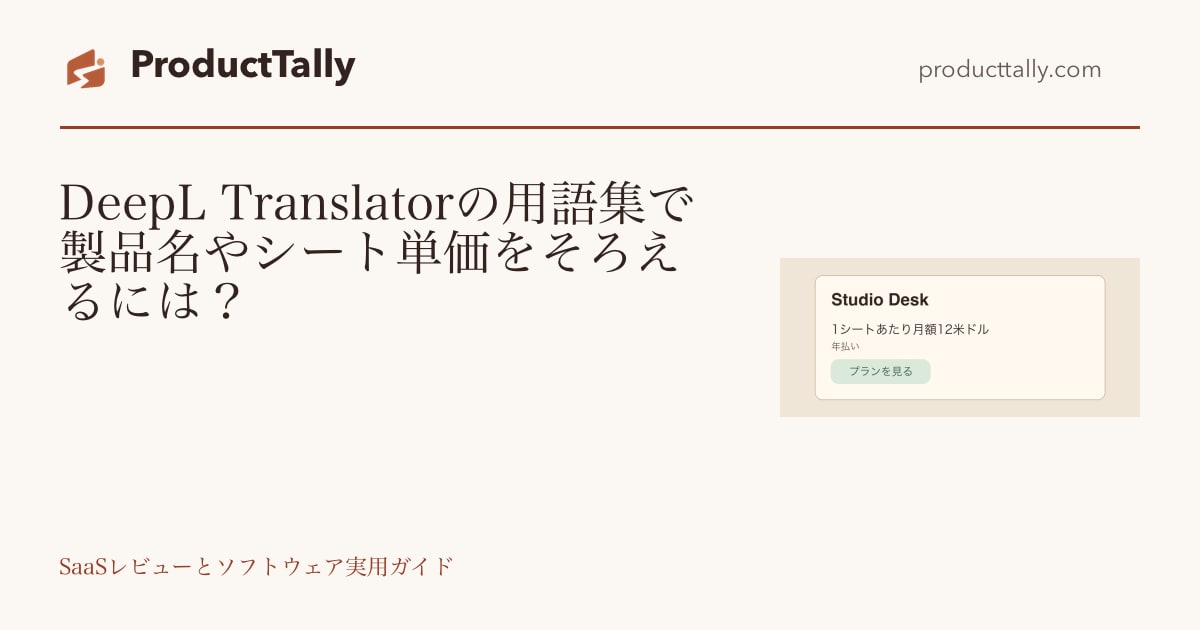 ProductTally
producttally.com
DeepL Translatorの用語集で
製品名やシート単価をそろえ
るには？
Studio Desk
1シートあたり月額12米ドル
年払い
プランを見る
SaaSレビューとソフトウェア実用ガイド